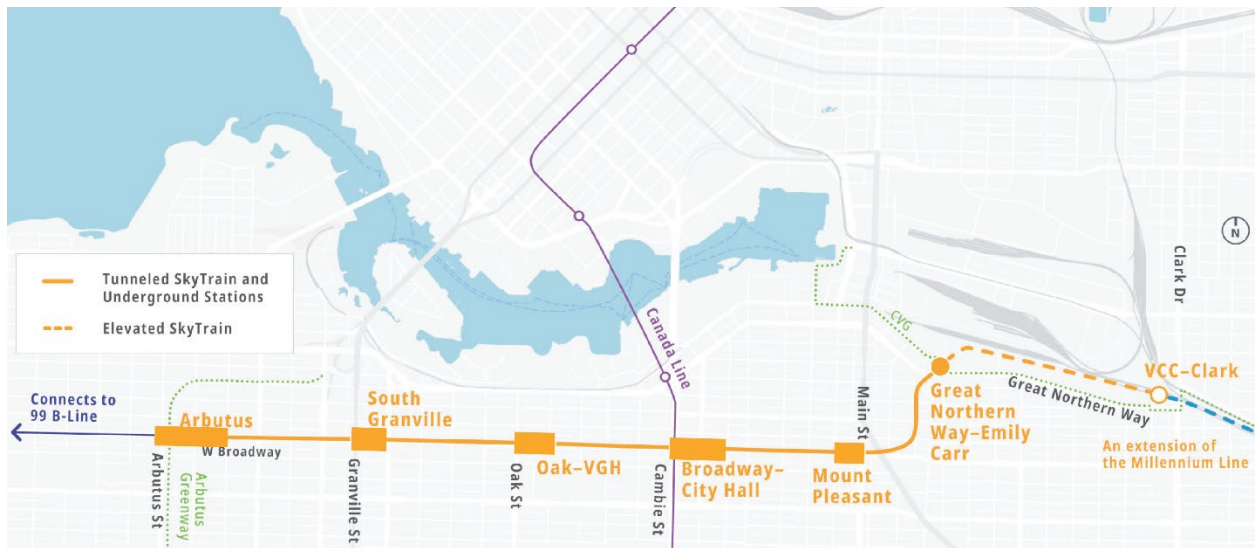 N
Clark Dr
Tunneled SkyTrain and
Underground Stations
Elevated SkyTrain
Canada Line
CVG
VCC–Clark
Great Northern Way
Great
Northern
Way–Emily
Carr
Main St
An extension of
the Millennium Line
Connects to
99 B-Line
Arbutus
South
Granville
W Broadway
Oak–VGH
Broadway–
City Hall
Mount
Pleasant
Arbutus St
Arbutus
Greenway
Granville St
Oak St
Cambie St